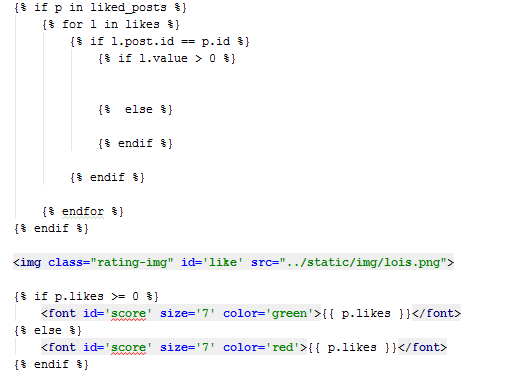 {% if p in liked_posts %}
{% for l in likes %}
{% if l.post.id == p.id %}
{% if l.value > 0 %}
{% else %}
{% endif %}
{% endif %}
{% endfor %}
{% endif %}
<img class="rating-img" id='like' src="../static/img/lois.png">
{% if p.likes >= 0 %}
<font id='score' size='7' color='green'>{{ p.likes }}</font>
{% else %}
<font id='score' size='7' color='red'>{{ p.likes }}</font>
{% endif %}